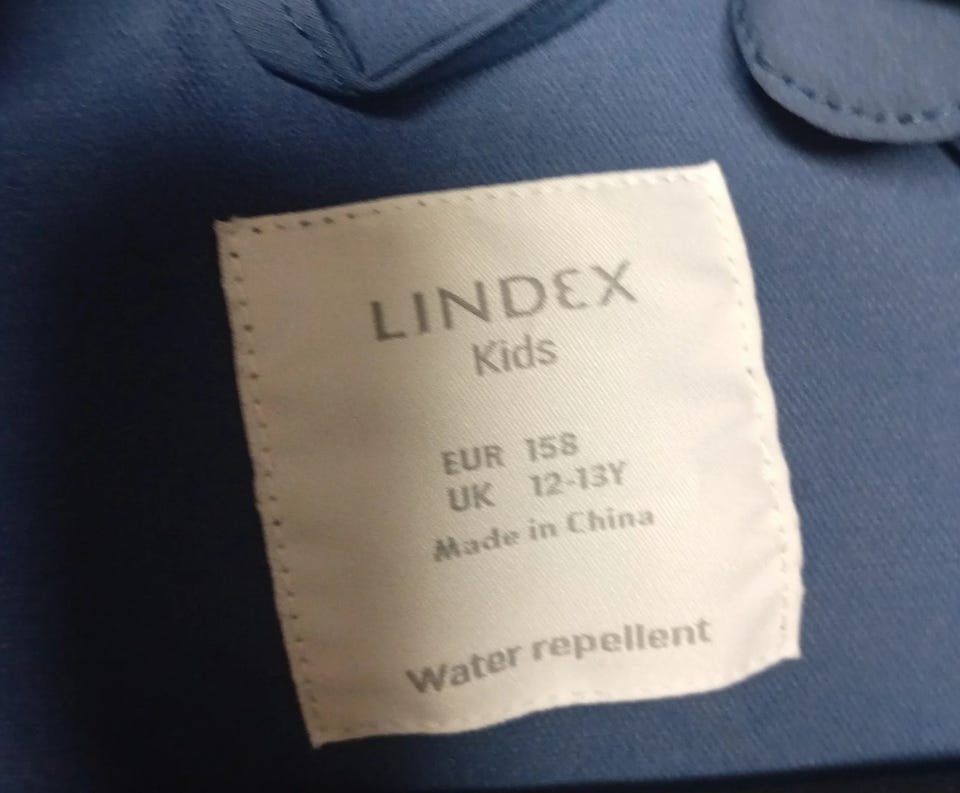 LINDEX
Kids
EUR 158
UK 12-13Y
Made in China
Water repellent